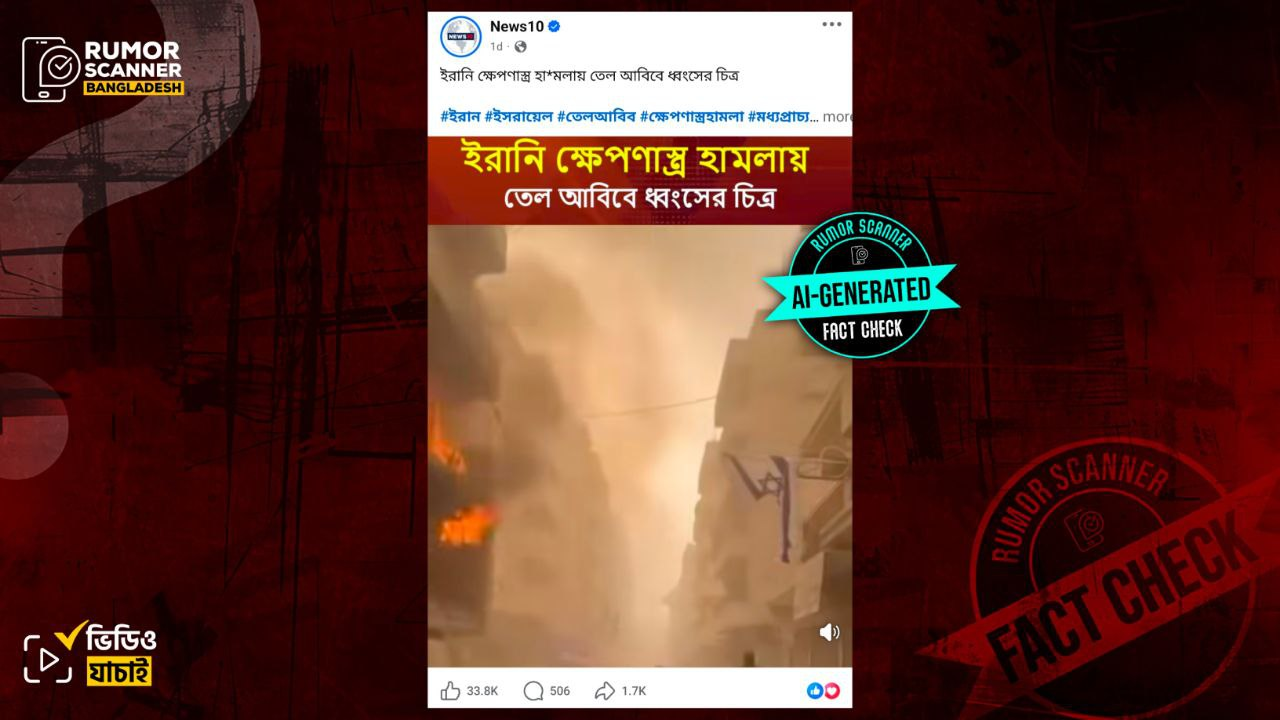 RUMOR
SCANNER
BANGLADESH
News10
1d
NEWS10
ইরানি ক্ষেপণাস্ত্র হা*মলায় তেল আবিবে ধ্বংসের চিত্র
#ইরান #ইসরায়েল #তেলআবিব #ক্ষেপণাস্ত্রহামলা #মধ্যপ্রাচ্য... more
ইরানি ক্ষেপণাস্ত্র হামলায়
তেল আবিবে ধ্বংসের চিত্র
RUMOR SCANNER
AI-GENERATED
FACT CHECK
RUMOR SCANNER
FACT CHECK
ভিডিও
যাচাই
33.8K 506 1.7K